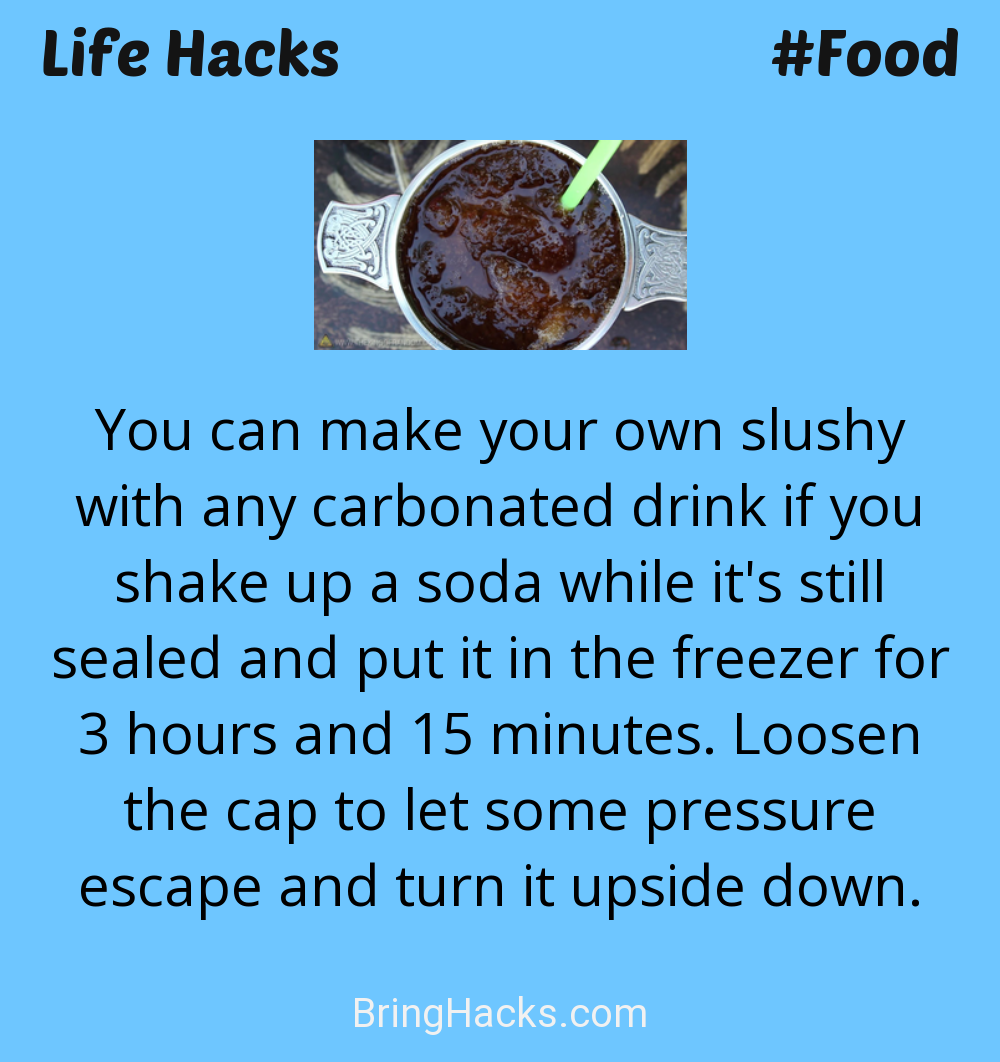 Life Hacks #Food
You can make your own slushy
with any carbonated drink if you
shake up a soda while it's still
sealed and put it in the freezer for
3 hours and 15 minutes. Loosen
the cap to let some pressure
escape and turn it upside down.
BringHacks.com